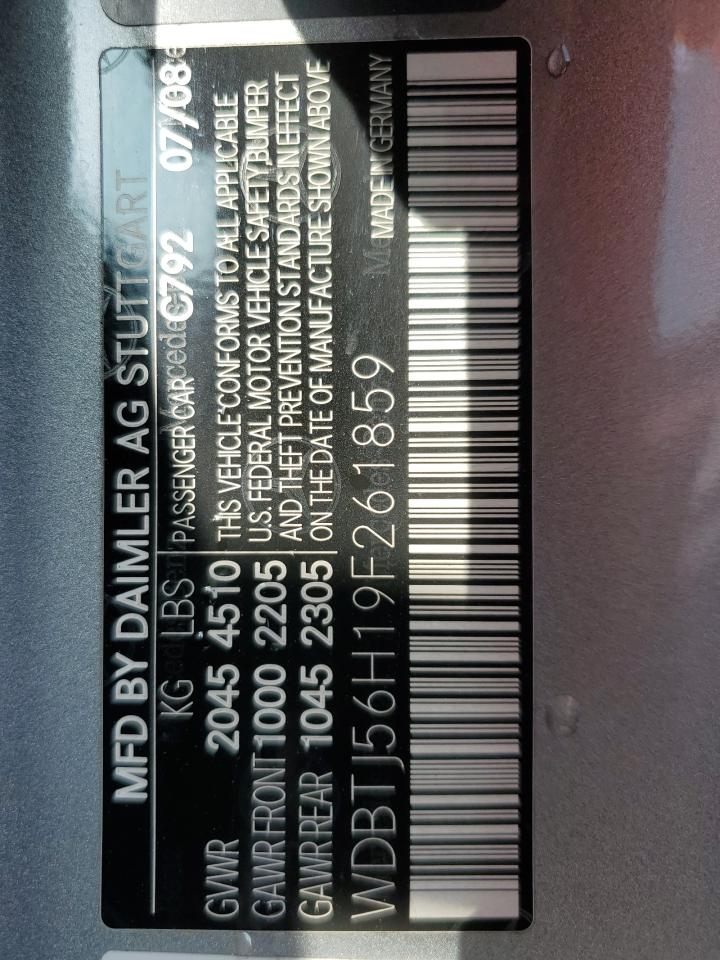 MFD BY DAIMLER AG STUTTGART
KG LBS PASSENGER CAR C792 07/08
GVWR 2045 4510 THIS VEHICLE CONFORMS TO ALL APPLICABLE
U.S. FEDERAL MOTOR VEHICLE SAFETY,BUMPER
GAWR FRONT 1000 2205 AND THEFT PREVENTION STANDARDS IN EFFECT
GAWR REAR 1045 2305 ON THE DATE OF MANUFACTURE SHOWN ABOVE
WDBTJ56H19F261859 MADE IN GERMANY